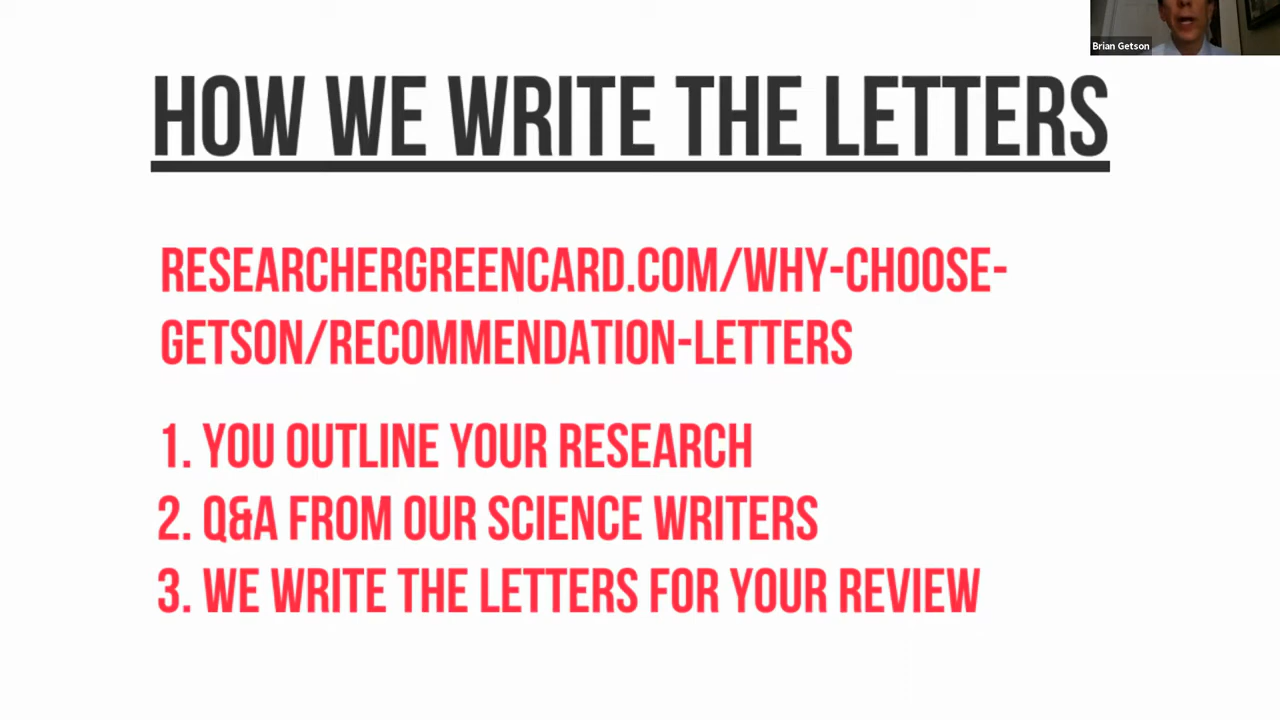 Brian Getson
HOW WE WRITE THE LETTERS
RESEARCHERGREENCARD.COM/WHY-CHOOSE-
GETSON/RECOMMENDATION-LETTERS
1. YOU OUTLINE YOUR RESEARCH
2. Q&A FROM OUR SCIENCE WRITERS
3. WE WRITE THE LETTERS FOR YOUR REVIEW